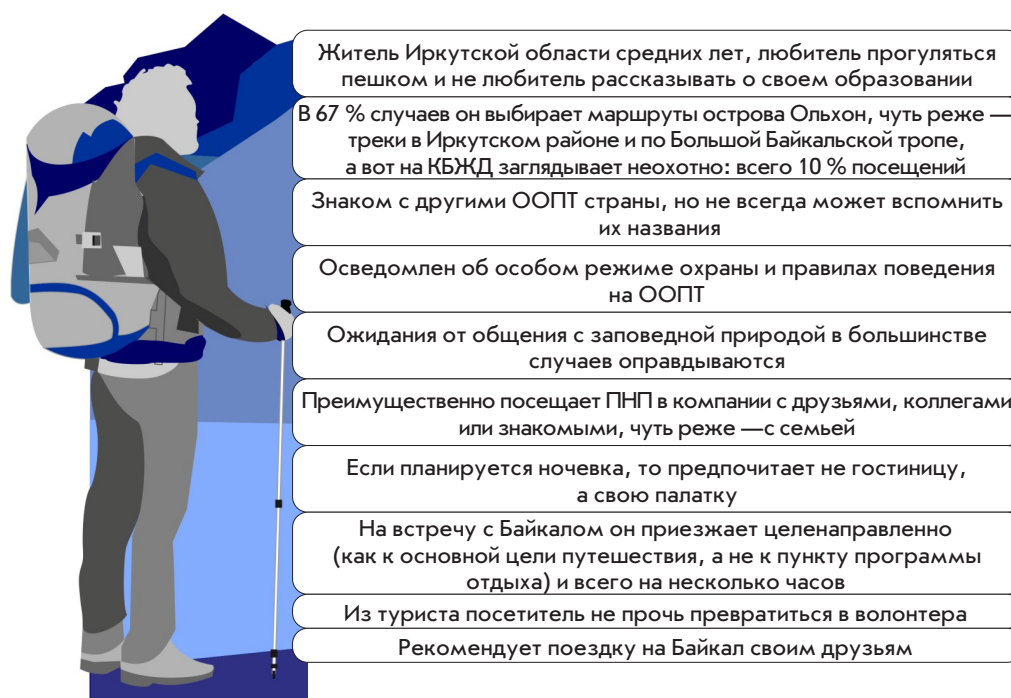 Житель Иркутской области средних лет, любитель прогуляться
пешком и не любитель рассказывать о своем образовании
В 67 % случаев он выбирает маршруты острова Ольхон, чуть реже —
треки в Иркутском районе и по Большой Байкальской тропе,
а вот на КБЖД заглядывает неохотно: всего 10 % посещений
Знаком с другими ООПТ страны, но не всегда может вспомнить
их названия
Осведомлен об особом режиме охраны и правилах поведения
на ООПТ
Ожидания от общения с заповедной природой в большинстве
случаев оправдываются
Преимущественно посещает ПНП в компании с друзьями, коллегами
или знакомыми, чуть реже —с семьей
Если планируется ночевка, то предпочитает не гостиницу,
а свою палатку
На встречу с Байкалом он приезжает целенаправленно
(как к основной цели путешествия, а не к пункту программы
отдыха) и всего на несколько часов
Из туриста посетитель не прочь превратиться в волонтера
Рекомендует поездку на Байкал своим друзьям